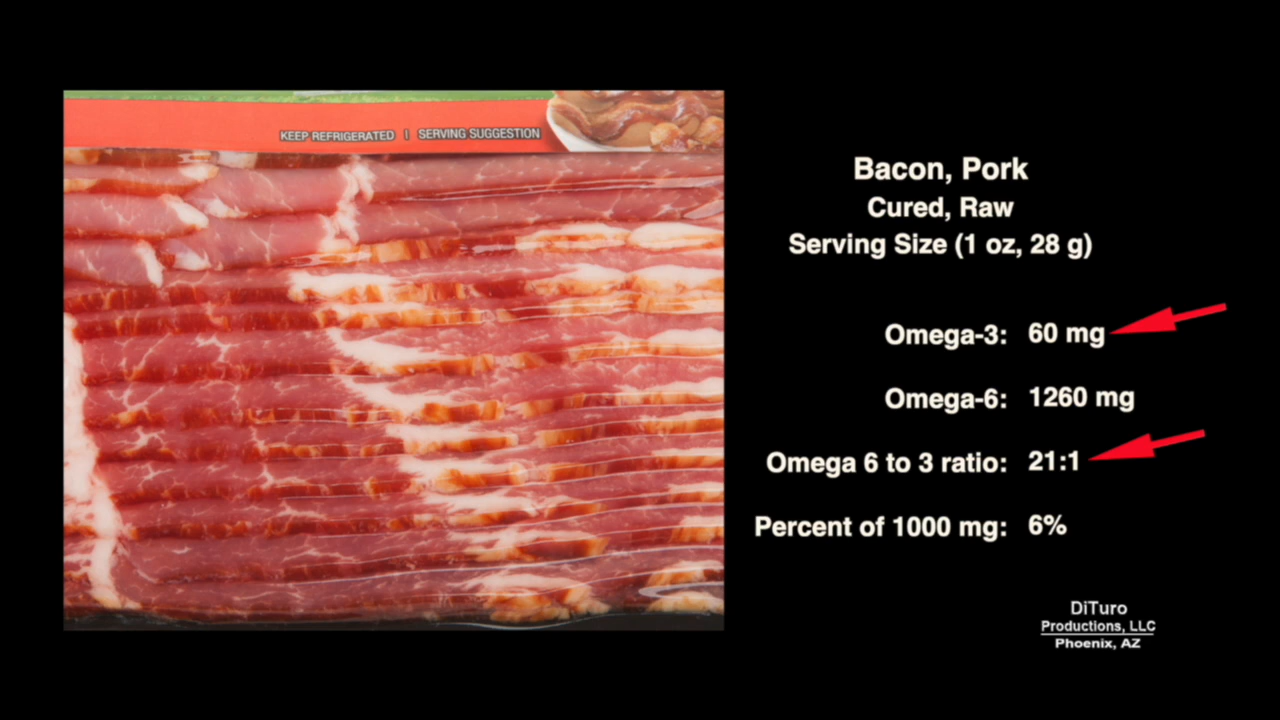 KEEP REFRIGERATED | SERVING SUGGESTION
Bacon, Pork
Cured, Raw
Serving Size (1 oz, 28 g)
Omega-3: 60 mg
Omega-6: 1260 mg
Omega 6 to 3 ratio: 21:1
Percent of 1000 mg: 6%
DiTuro
Productions, LLC
Phoenix, AZ